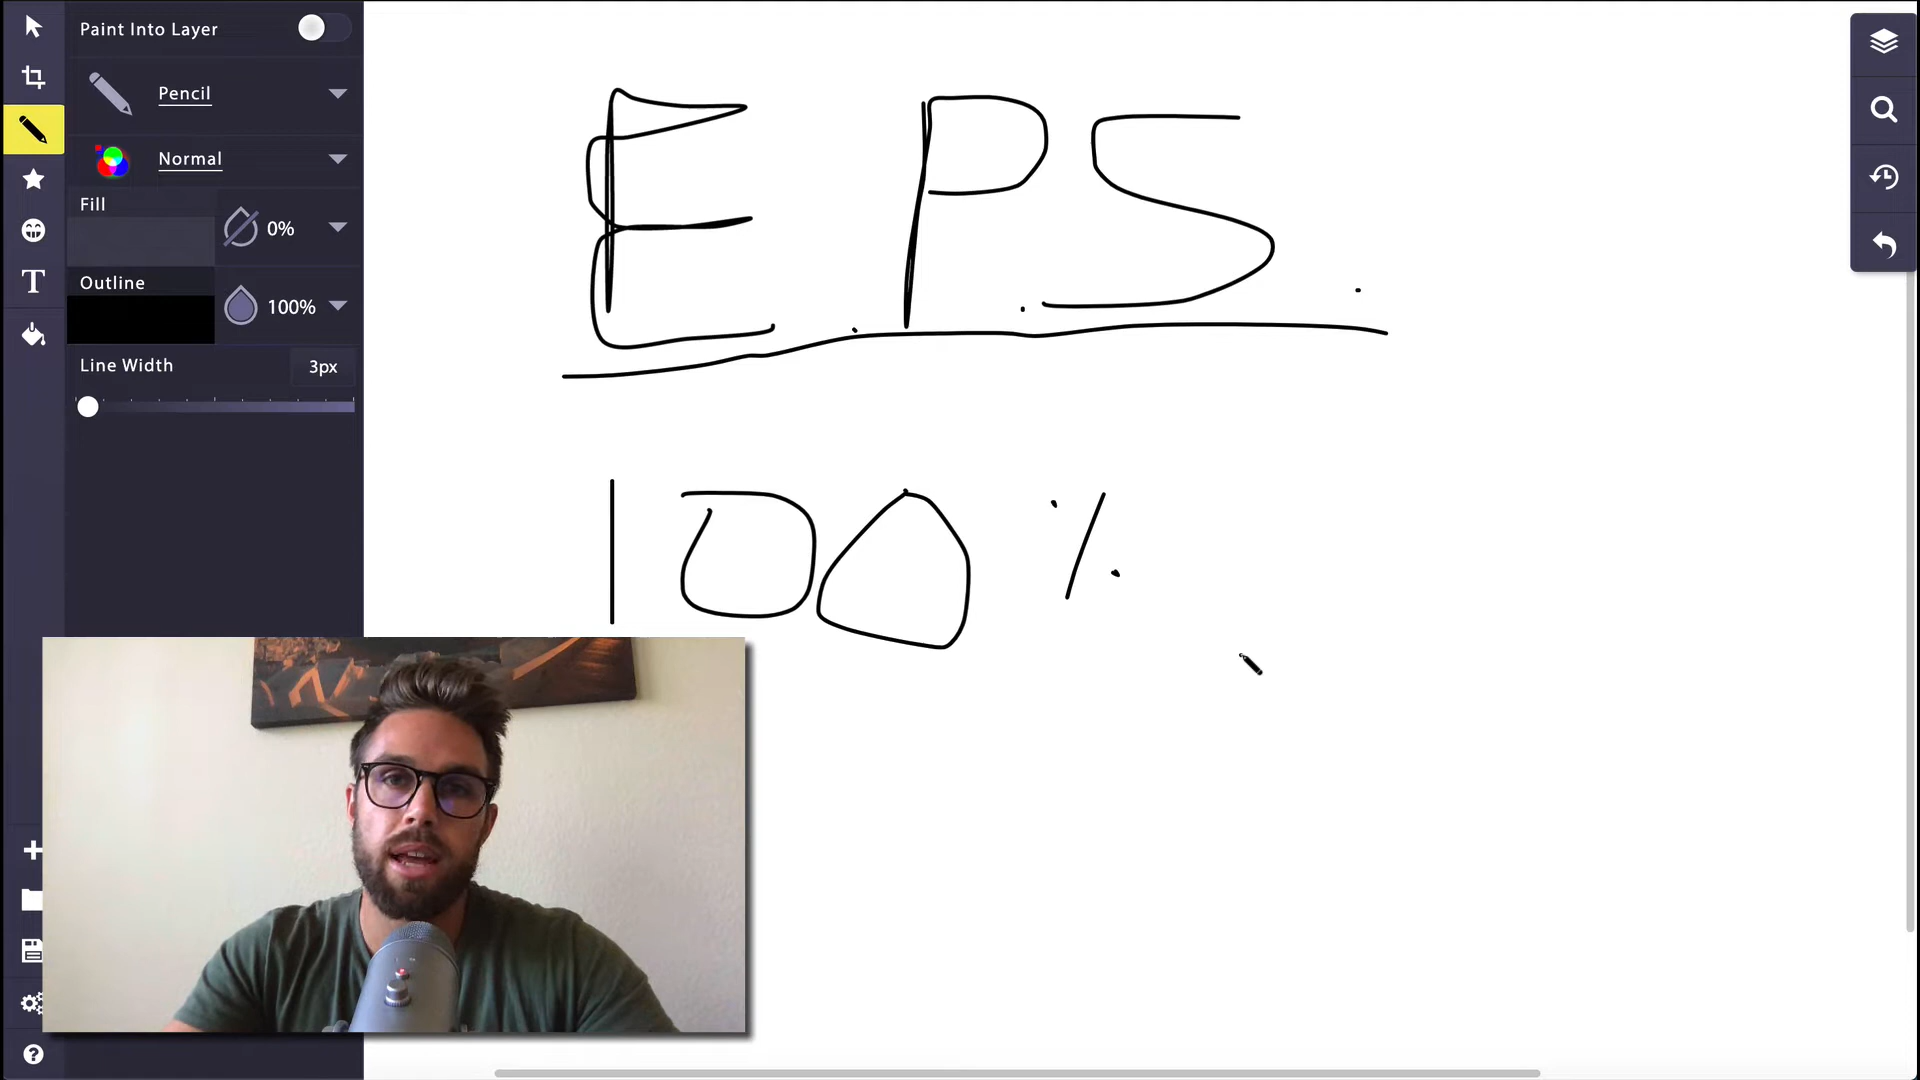 Paint Into Layer
Pencil
Normal
Fill
0%
Outline
100%
Line Width
3px
T
?
E.P.S.
100%